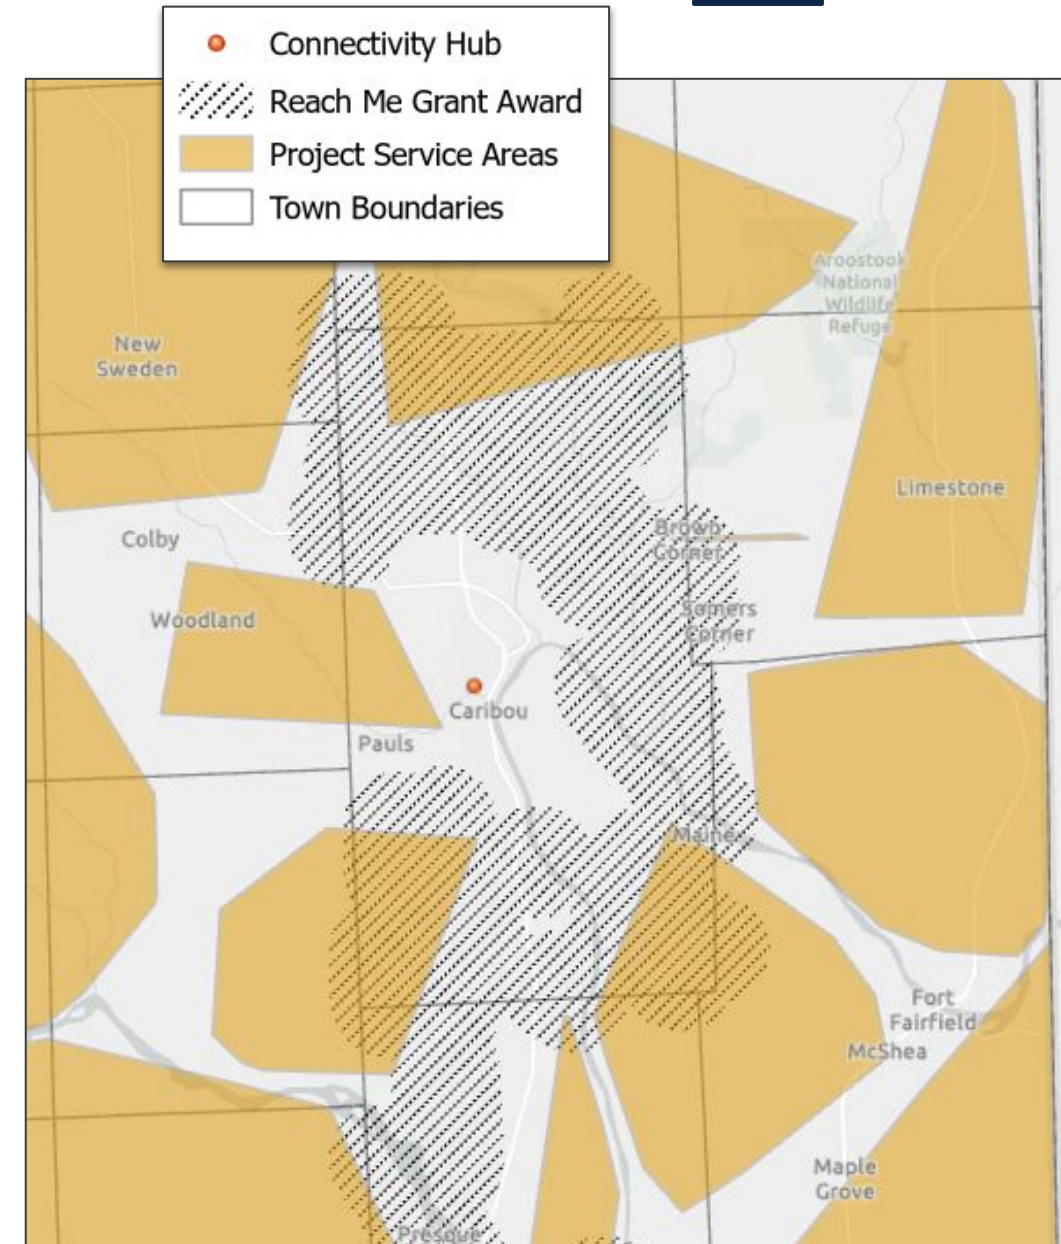 Connectivity Hub
Reach Me Grant Award
Project Service Areas
Town Boundaries
Aroostook
National
Wildlife
Refuge
New
Sweden
Limestone
Brown
Corner
Colby
Somers
Corner
Woodland
Caribou
Pauls
Maine
Fort
Fairfield
McShea
Maple
Grove
Presque